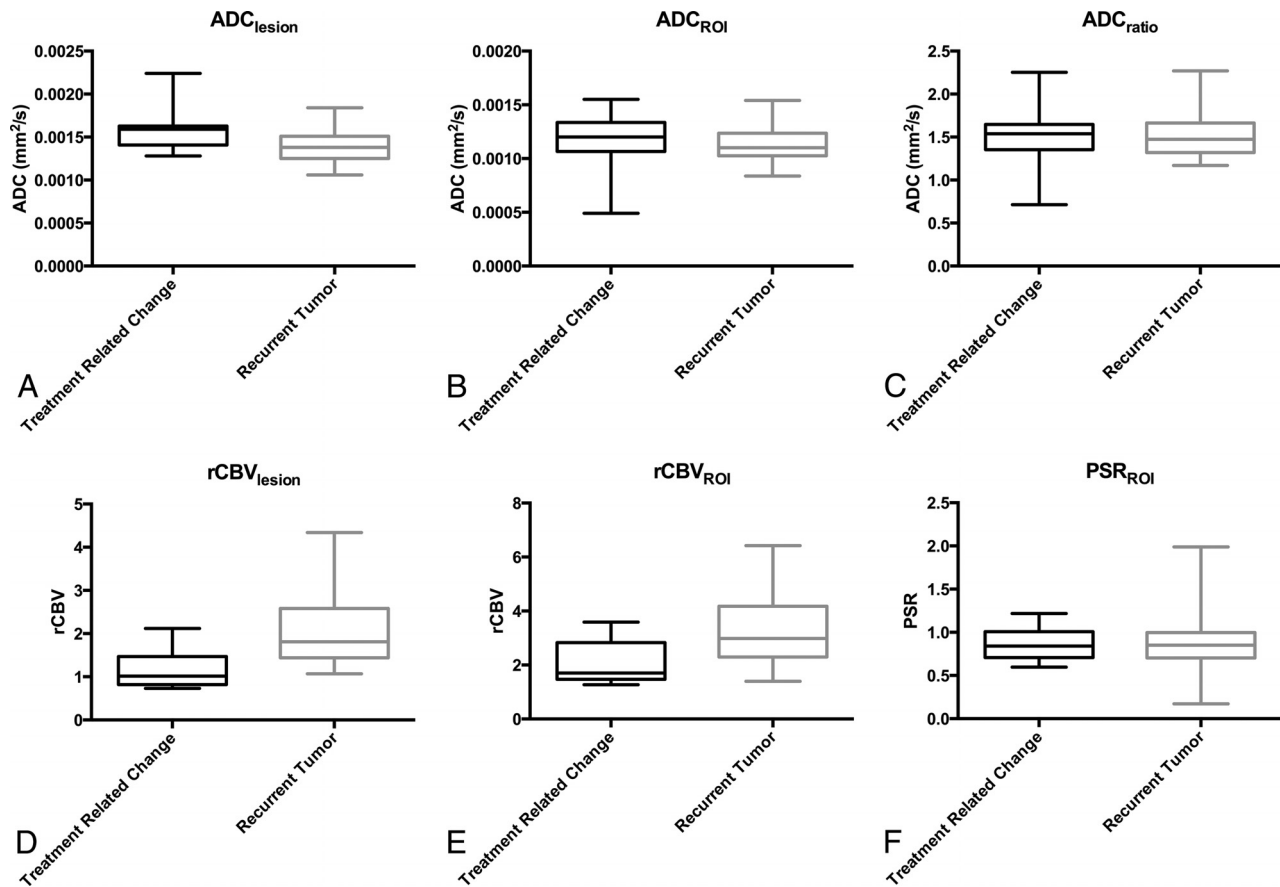 ADClesion
ADC (mm2/s)
0.0025
0.0020
0.0015
0.0010
0.0005
0.0000
Treatment Related Change
Recurrent Tumor
A
ADCROI
ADC (mm2/s)
0.0020
0.0015
0.0010
0.0005
0.0000
Treatment Related Change
Recurrent Tumor
B
ADCratio
ADC (mm2/s)
2.5
2.0
1.5
1.0
0.5
0.0
Treatment Related Change
Recurrent Tumor
C
rCBVlesion
rCBV
5
4
3
2
1
0
Treatment Related Change
Recurrent Tumor
D
rCBVROI
rCBV
8
6
4
2
0
Treatment Related Change
Recurrent Tumor
E
PSRROI
PSR
2.5
2.0
1.5
1.0
0.5
0.0
Treatment Related Change
Recurrent Tumor
F